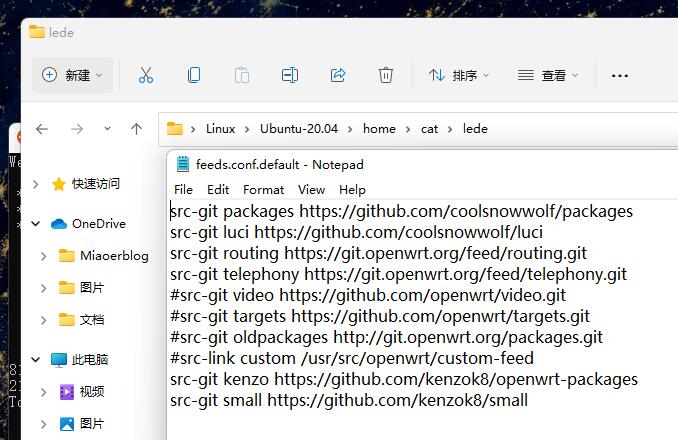 lede
新建
排序
查看
Linux
Ubuntu-20.04
home
cat
lede
feeds.conf.default - Notepad
File Edit Format View Help
src-git packages https://github.com/coolsnowwolf/packages
src-git luci https://github.com/coolsnowwolf/luci
src-git routing https://git.openwrt.org/feed/routing.git
src-git telephony https://git.openwrt.org/feed/telephony.git
#src-git video https://github.com/openwrt/video.git
#src-git targets https://github.com/openwrt/targets.git
#src-git oldpackages http://git.openwrt.org/packages.git
#src-link custom /usr/src/openwrt/custom-feed
src-git kenzo https://github.com/kenzok8/openwrt-packages
src-git small https://github.com/kenzok8/small
快速访问
OneDrive
Miaoerblog
图片
文档
此电脑
视频
图片